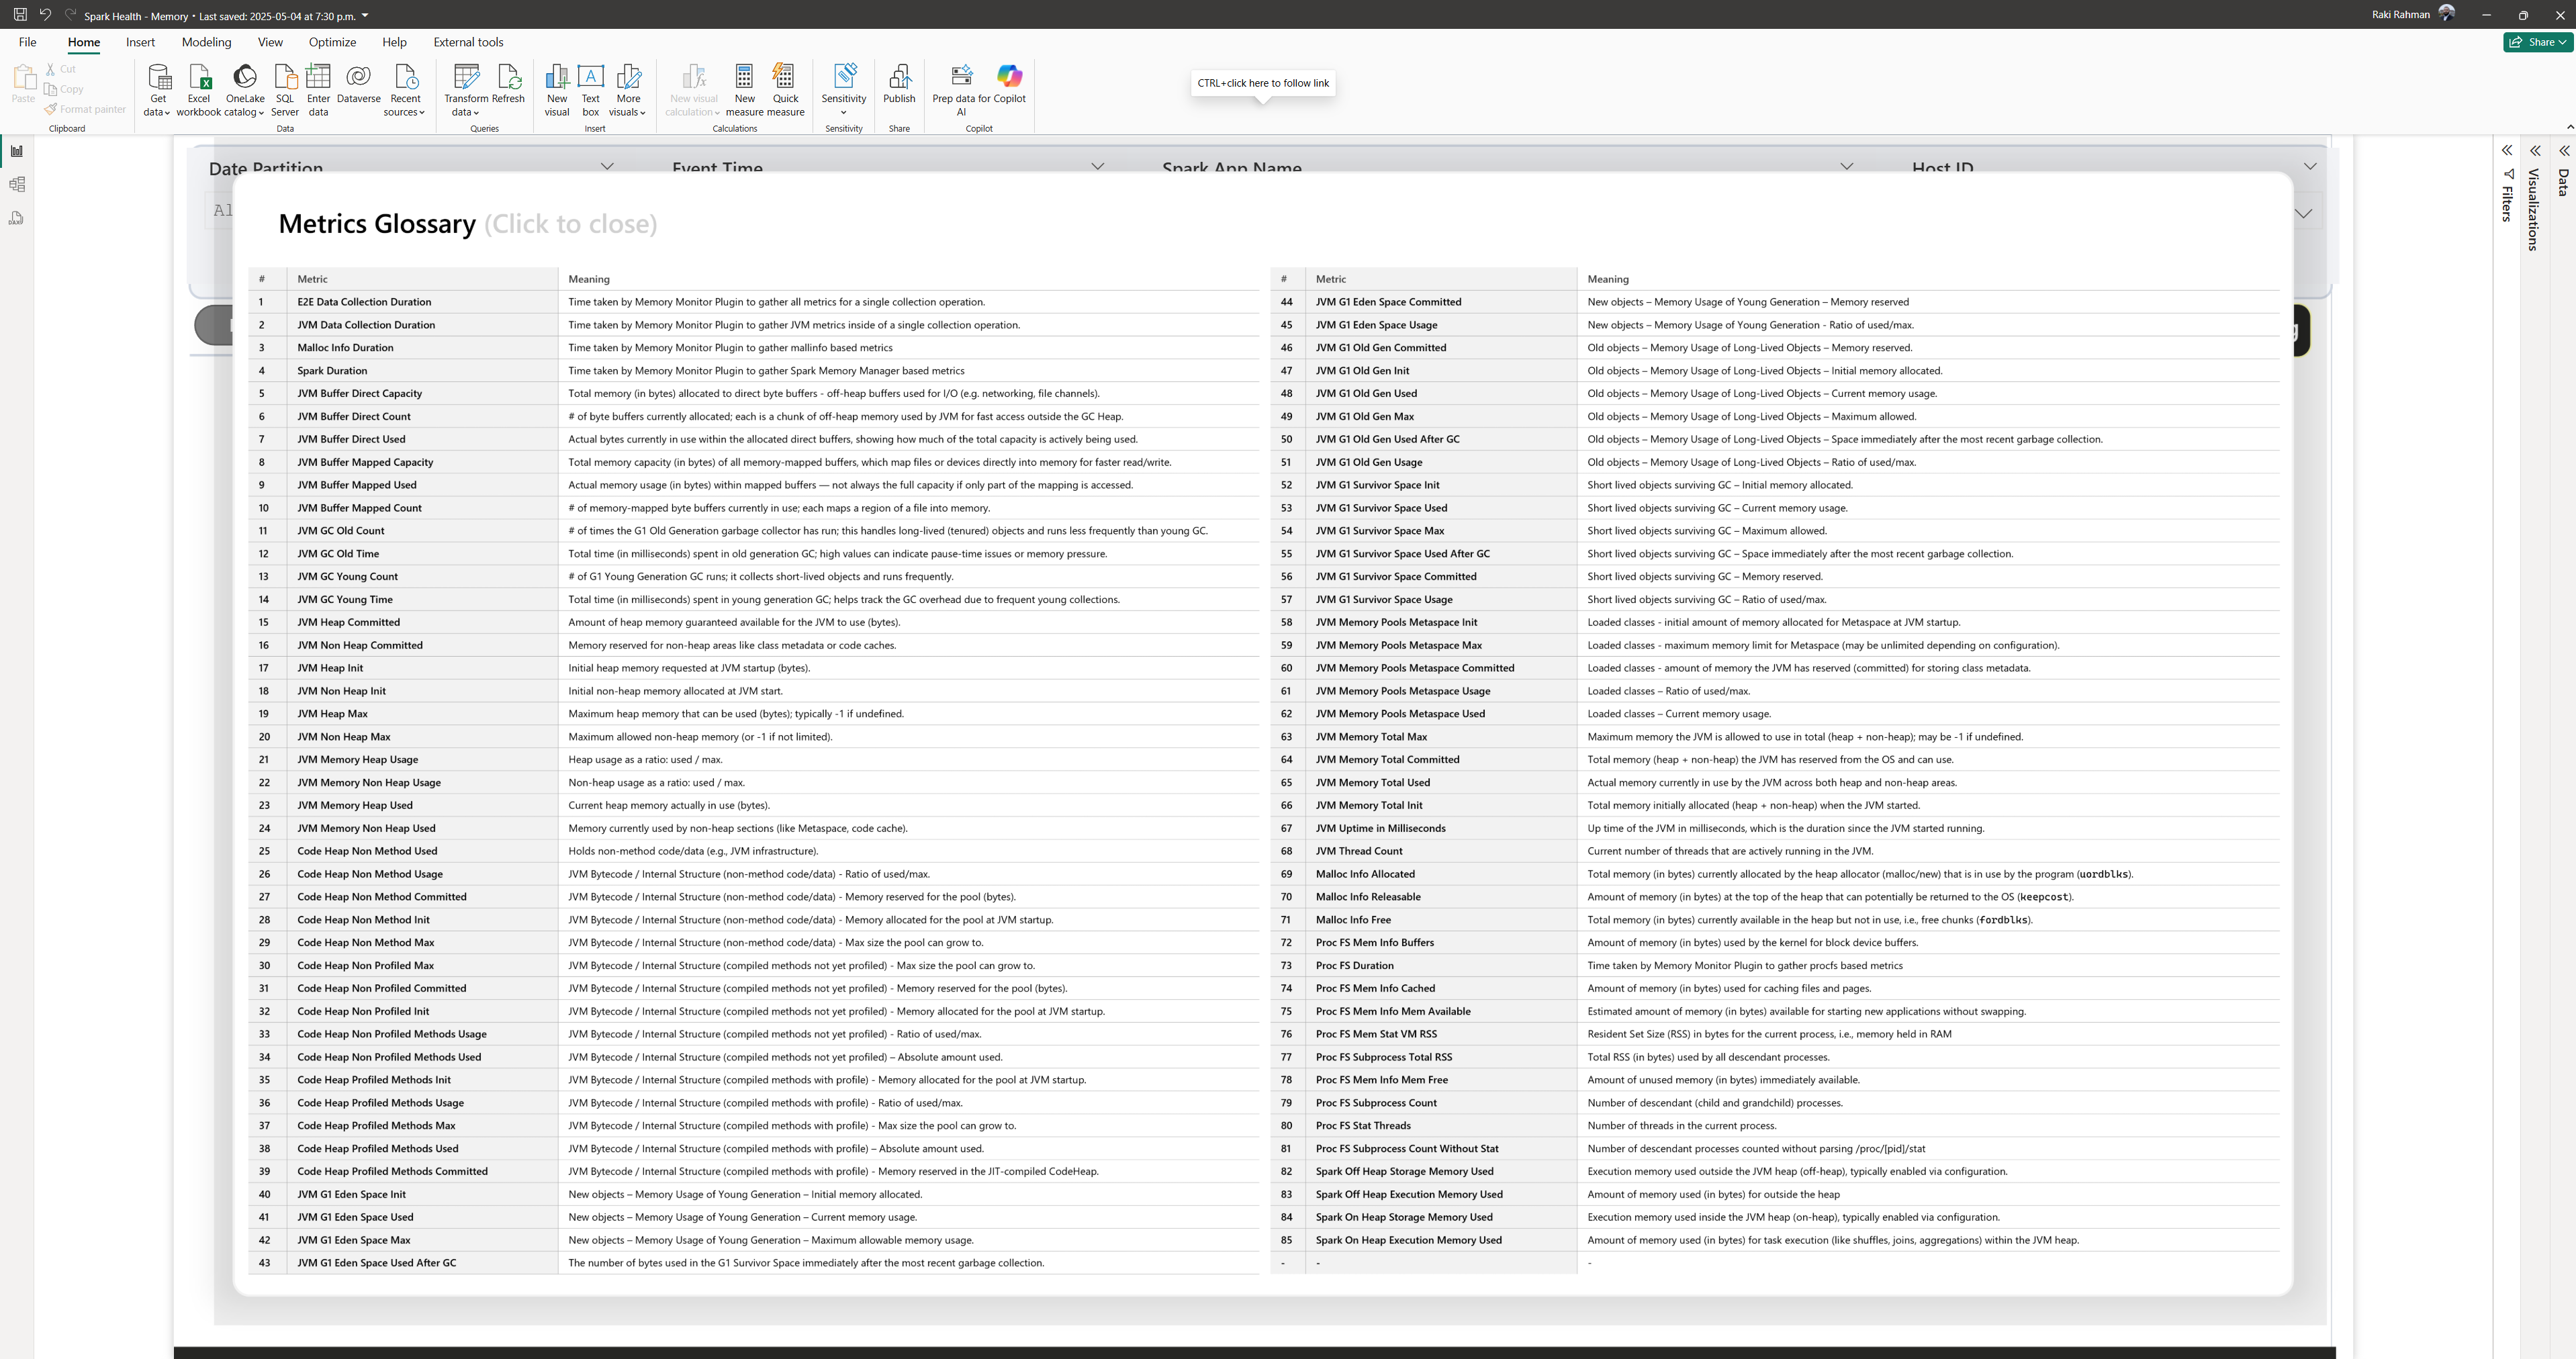 Spark Health - Memory • Last saved: 2025-05-04 at 7:30 p.m.
Raki Rahman
File Home Insert Modeling View Optimize Help External tools
Share
Paste
Cut
Copy
Format painter
Clipboard
Get data
Excel workbook
OneLake catalog
SQL Server
Enter data
Dataverse
Recent sources
Data
Transform data
Refresh
Queries
New visual
Text box
More visuals
Insert
New visual calculation
New measure
Quick measure
Calculations
Sensitivity
Sensitivity
Publish
Share
Prep data for AI
Copilot
Copilot
CTRL+click here to follow link
Date Partition
Event Time
Spark App Name
Host ID
Filters
Visualizations
Data
Metrics Glossary (Click to close)
# Metric Meaning
1 E2E Data Collection Duration Time taken by Memory Monitor Plugin to gather all metrics for a single collection operation.
2 JVM Data Collection Duration Time taken by Memory Monitor Plugin to gather JVM metrics inside of a single collection operation.
3 Malloc Info Duration Time taken by Memory Monitor Plugin to gather mallinfo based metrics
4 Spark Duration Time taken by Memory Monitor Plugin to gather Spark Memory Manager based metrics
5 JVM Buffer Direct Capacity Total memory (in bytes) allocated to direct byte buffers - off-heap buffers used for I/O (e.g. networking, file channels).
6 JVM Buffer Direct Count # of byte buffers currently allocated; each is a chunk of off-heap memory used by JVM for fast access outside the GC Heap.
7 JVM Buffer Direct Used Actual bytes currently in use within the allocated direct buffers, showing how much of the total capacity is actively being used.
8 JVM Buffer Mapped Capacity Total memory capacity (in bytes) of all memory-mapped buffers, which map files or devices directly into memory for faster read/write.
9 JVM Buffer Mapped Used Actual memory usage (in bytes) within mapped buffers — not always the full capacity if only part of the mapping is accessed.
10 JVM Buffer Mapped Count # of memory-mapped byte buffers currently in use; each maps a region of a file into memory.
11 JVM GC Old Count # of times the G1 Old Generation garbage collector has run; this handles long-lived (tenured) objects and runs less frequently than young GC.
12 JVM GC Old Time Total time (in milliseconds) spent in old generation GC; high values can indicate pause-time issues or memory pressure.
13 JVM GC Young Count # of G1 Young Generation GC runs; it collects short-lived objects and runs frequently.
14 JVM GC Young Time Total time (in milliseconds) spent in young generation GC; helps track the GC overhead due to frequent young collections.
15 JVM Heap Committed Amount of heap memory guaranteed available for the JVM to use (bytes).
16 JVM Non Heap Committed Memory reserved for non-heap areas like class metadata or code caches.
17 JVM Heap Init Initial heap memory requested at JVM startup (bytes).
18 JVM Non Heap Init Initial non-heap memory allocated at JVM start.
19 JVM Heap Max Maximum heap memory that can be used (bytes); typically -1 if undefined.
20 JVM Non Heap Max Maximum allowed non-heap memory (or -1 if not limited).
21 JVM Memory Heap Usage Heap usage as a ratio: used / max.
22 JVM Memory Non Heap Usage Non-heap usage as a ratio: used / max.
23 JVM Memory Heap Used Current heap memory actually in use (bytes).
24 JVM Memory Non Heap Used Memory currently used by non-heap sections (like Metaspace, code cache).
25 Code Heap Non Method Used Holds non-method code/data (e.g., JVM infrastructure).
26 Code Heap Non Method Usage JVM Bytecode / Internal Structure (non-method code/data) - Ratio of used/max.
27 Code Heap Non Method Committed JVM Bytecode / Internal Structure (non-method code/data) - Memory reserved for the pool (bytes).
28 Code Heap Non Method Init JVM Bytecode / Internal Structure (non-method code/data) - Memory allocated for the pool at JVM startup.
29 Code Heap Non Method Max JVM Bytecode / Internal Structure (non-method code/data) - Max size the pool can grow to.
30 Code Heap Non Profiled Max JVM Bytecode / Internal Structure (compiled methods not yet profiled) - Max size the pool can grow to.
31 Code Heap Non Profiled Committed JVM Bytecode / Internal Structure (compiled methods not yet profiled) - Memory reserved for the pool (bytes).
32 Code Heap Non Profiled Init JVM Bytecode / Internal Structure (compiled methods not yet profiled) - Memory allocated for the pool at JVM startup.
33 Code Heap Non Profiled Methods Usage JVM Bytecode / Internal Structure (compiled methods not yet profiled) - Ratio of used/max.
34 Code Heap Non Profiled Methods Used JVM Bytecode / Internal Structure (compiled methods not yet profiled) – Absolute amount used.
35 Code Heap Profiled Methods Init JVM Bytecode / Internal Structure (compiled methods with profile) - Memory allocated for the pool at JVM startup.
36 Code Heap Profiled Methods Usage JVM Bytecode / Internal Structure (compiled methods with profile) - Ratio of used/max.
37 Code Heap Profiled Methods Max JVM Bytecode / Internal Structure (compiled methods with profile) - Max size the pool can grow to.
38 Code Heap Profiled Methods Used JVM Bytecode / Internal Structure (compiled methods with profile) – Absolute amount used.
39 Code Heap Profiled Methods Committed JVM Bytecode / Internal Structure (compiled methods with profile) - Memory reserved in the JIT-compiled CodeHeap.
40 JVM G1 Eden Space Init New objects – Memory Usage of Young Generation – Initial memory allocated.
41 JVM G1 Eden Space Used New objects – Memory Usage of Young Generation – Current memory usage.
42 JVM G1 Eden Space Max New objects – Memory Usage of Young Generation – Maximum allowable memory usage.
43 JVM G1 Eden Space Used After GC The number of bytes used in the G1 Survivor Space immediately after the most recent garbage collection.
# Metric Meaning
44 JVM G1 Eden Space Committed New objects – Memory Usage of Young Generation – Memory reserved
45 JVM G1 Eden Space Usage New objects – Memory Usage of Young Generation - Ratio of used/max.
46 JVM G1 Old Gen Committed Old objects – Memory Usage of Long-Lived Objects – Memory reserved.
47 JVM G1 Old Gen Init Old objects – Memory Usage of Long-Lived Objects – Initial memory allocated.
48 JVM G1 Old Gen Used Old objects – Memory Usage of Long-Lived Objects – Current memory usage.
49 JVM G1 Old Gen Max Old objects – Memory Usage of Long-Lived Objects – Maximum allowed.
50 JVM G1 Old Gen Used After GC Old objects – Memory Usage of Long-Lived Objects – Space immediately after the most recent garbage collection.
51 JVM G1 Old Gen Usage Old objects – Memory Usage of Long-Lived Objects – Ratio of used/max.
52 JVM G1 Survivor Space Init Short lived objects surviving GC – Initial memory allocated.
53 JVM G1 Survivor Space Used Short lived objects surviving GC – Current memory usage.
54 JVM G1 Survivor Space Max Short lived objects surviving GC – Maximum allowed.
55 JVM G1 Survivor Space Used After GC Short lived objects surviving GC – Space immediately after the most recent garbage collection.
56 JVM G1 Survivor Space Committed Short lived objects surviving GC – Memory reserved.
57 JVM G1 Survivor Space Usage Short lived objects surviving GC – Ratio of used/max.
58 JVM Memory Pools Metaspace Init Loaded classes - initial amount of memory allocated for Metaspace at JVM startup.
59 JVM Memory Pools Metaspace Max Loaded classes - maximum memory limit for Metaspace (may be unlimited depending on configuration).
60 JVM Memory Pools Metaspace Committed Loaded classes - amount of memory the JVM has reserved (committed) for storing class metadata.
61 JVM Memory Pools Metaspace Usage Loaded classes – Ratio of used/max.
62 JVM Memory Pools Metaspace Used Loaded classes – Current memory usage.
63 JVM Memory Total Max Maximum memory the JVM is allowed to use in total (heap + non-heap); may be -1 if undefined.
64 JVM Memory Total Committed Total memory (heap + non-heap) the JVM has reserved from the OS and can use.
65 JVM Memory Total Used Actual memory currently in use by the JVM across both heap and non-heap areas.
66 JVM Memory Total Init Total memory initially allocated (heap + non-heap) when the JVM started.
67 JVM Uptime in Milliseconds Up time of the JVM in milliseconds, which is the duration since the JVM started running.
68 JVM Thread Count Current number of threads that are actively running in the JVM.
69 Malloc Info Allocated Total memory (in bytes) currently allocated by the heap allocator (malloc/new) that is in use by the program (uordblks).
70 Malloc Info Releasable Amount of memory (in bytes) at the top of the heap that can potentially be returned to the OS (keepcost).
71 Malloc Info Free Total memory (in bytes) currently available in the heap but not in use, i.e., free chunks (fordblks).
72 Proc FS Mem Info Buffers Amount of memory (in bytes) used by the kernel for block device buffers.
73 Proc FS Duration Time taken by Memory Monitor Plugin to gather procfs based metrics
74 Proc FS Mem Info Cached Amount of memory (in bytes) used for caching files and pages.
75 Proc FS Mem Info Mem Available Estimated amount of memory (in bytes) available for starting new applications without swapping.
76 Proc FS Mem Stat VM RSS Resident Set Size (RSS) in bytes for the current process, i.e., memory held in RAM
77 Proc FS Subprocess Total RSS Total RSS (in bytes) used by all descendant processes.
78 Proc FS Mem Info Mem Free Amount of unused memory (in bytes) immediately available.
79 Proc FS Subprocess Count Number of descendant (child and grandchild) processes.
80 Proc FS Stat Threads Number of threads in the current process.
81 Proc FS Subprocess Count Without Stat Number of descendant processes counted without parsing /proc/[pid]/stat
82 Spark Off Heap Storage Memory Used Execution memory used outside the JVM heap (off-heap), typically enabled via configuration.
83 Spark Off Heap Execution Memory Used Amount of memory used (in bytes) for outside the heap
84 Spark On Heap Storage Memory Used Execution memory used inside the JVM heap (on-heap), typically enabled via configuration.
85 Spark On Heap Execution Memory Used Amount of memory used (in bytes) for task execution (like shuffles, joins, aggregations) within the JVM heap.
- - -